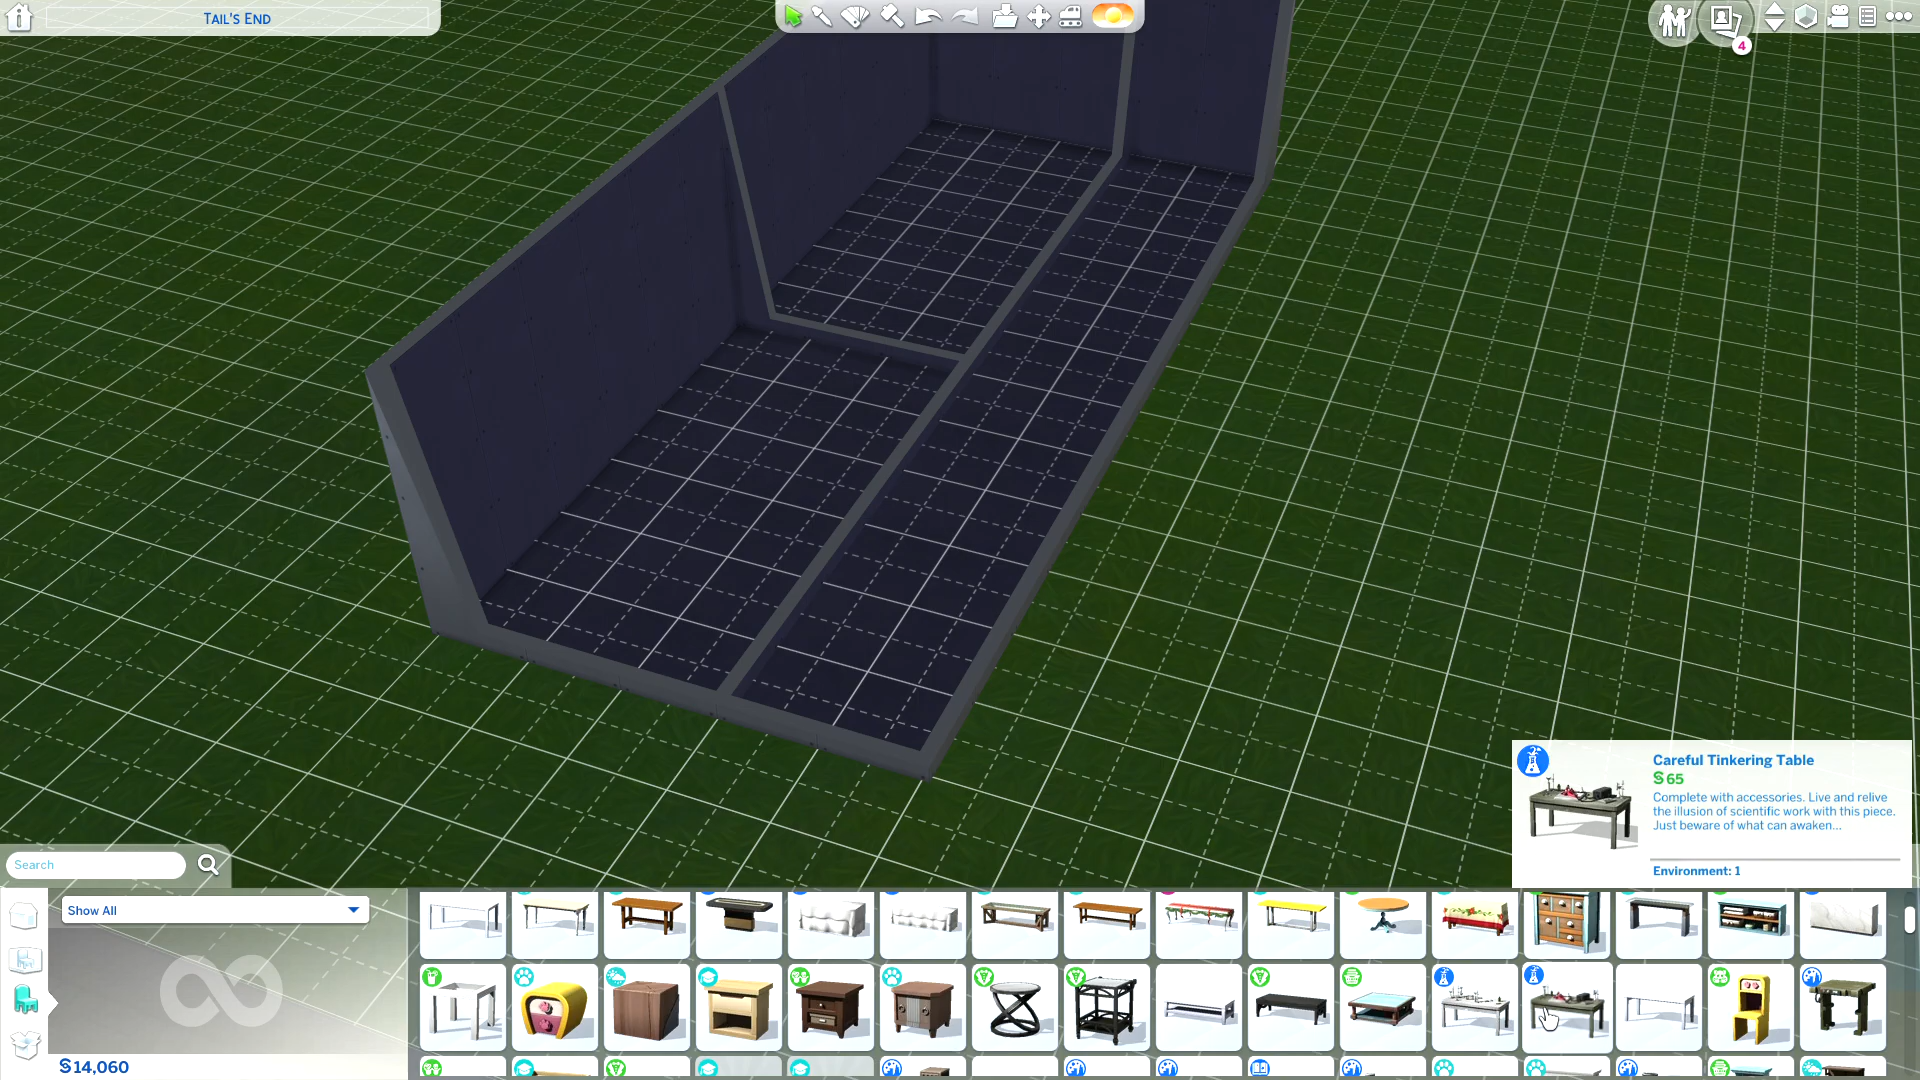 TAIL'S END
4
Careful Tinkering Table
§65
Complete with accessories. Live and relive
the illusion of scientific work with this piece.
Just beware of what can awaken...
Environment: 1
Search
Show All
§14,060